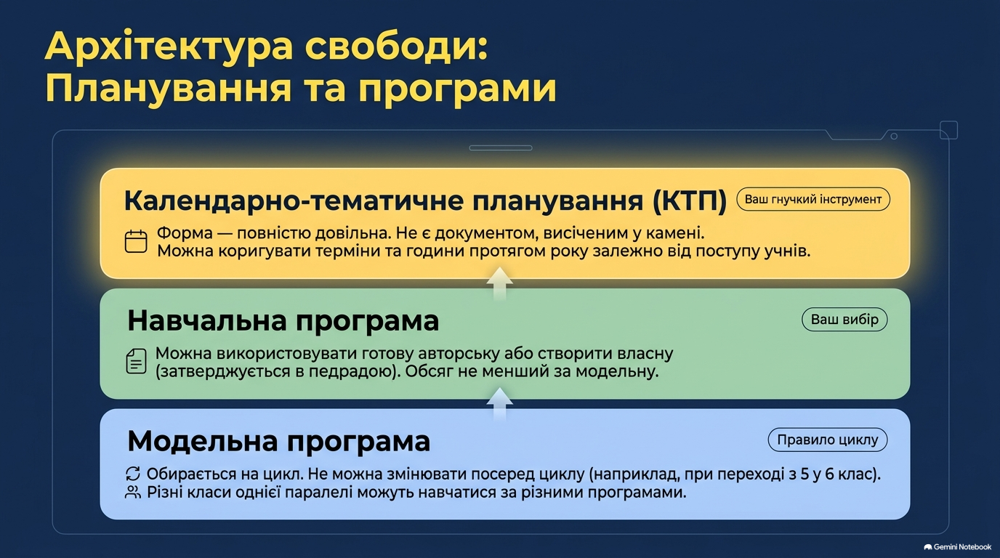 Архітектура свободи:
Планування та програми
Календарно-тематичне планування (КТП)
Ваш гнучкий інструмент
Форма — повністю довільна. Не є документом, висіченим у камені.
Можна коригувати терміни та години протягом року залежно від поступу учнів.
Навчальна програма
Ваш вибір
Можна використовувати готову авторську або створити власну
(затверджується в педрадою). Обсяг не менший за модельну.
Модельна програма
Правило циклу
Обирається на цикл. Не можна змінювати посеред циклу (наприклад, при переході з 5 у 6 клас).
Різні класи однієї паралелі можуть навчатися за різними програмами.
Gemini Notebook